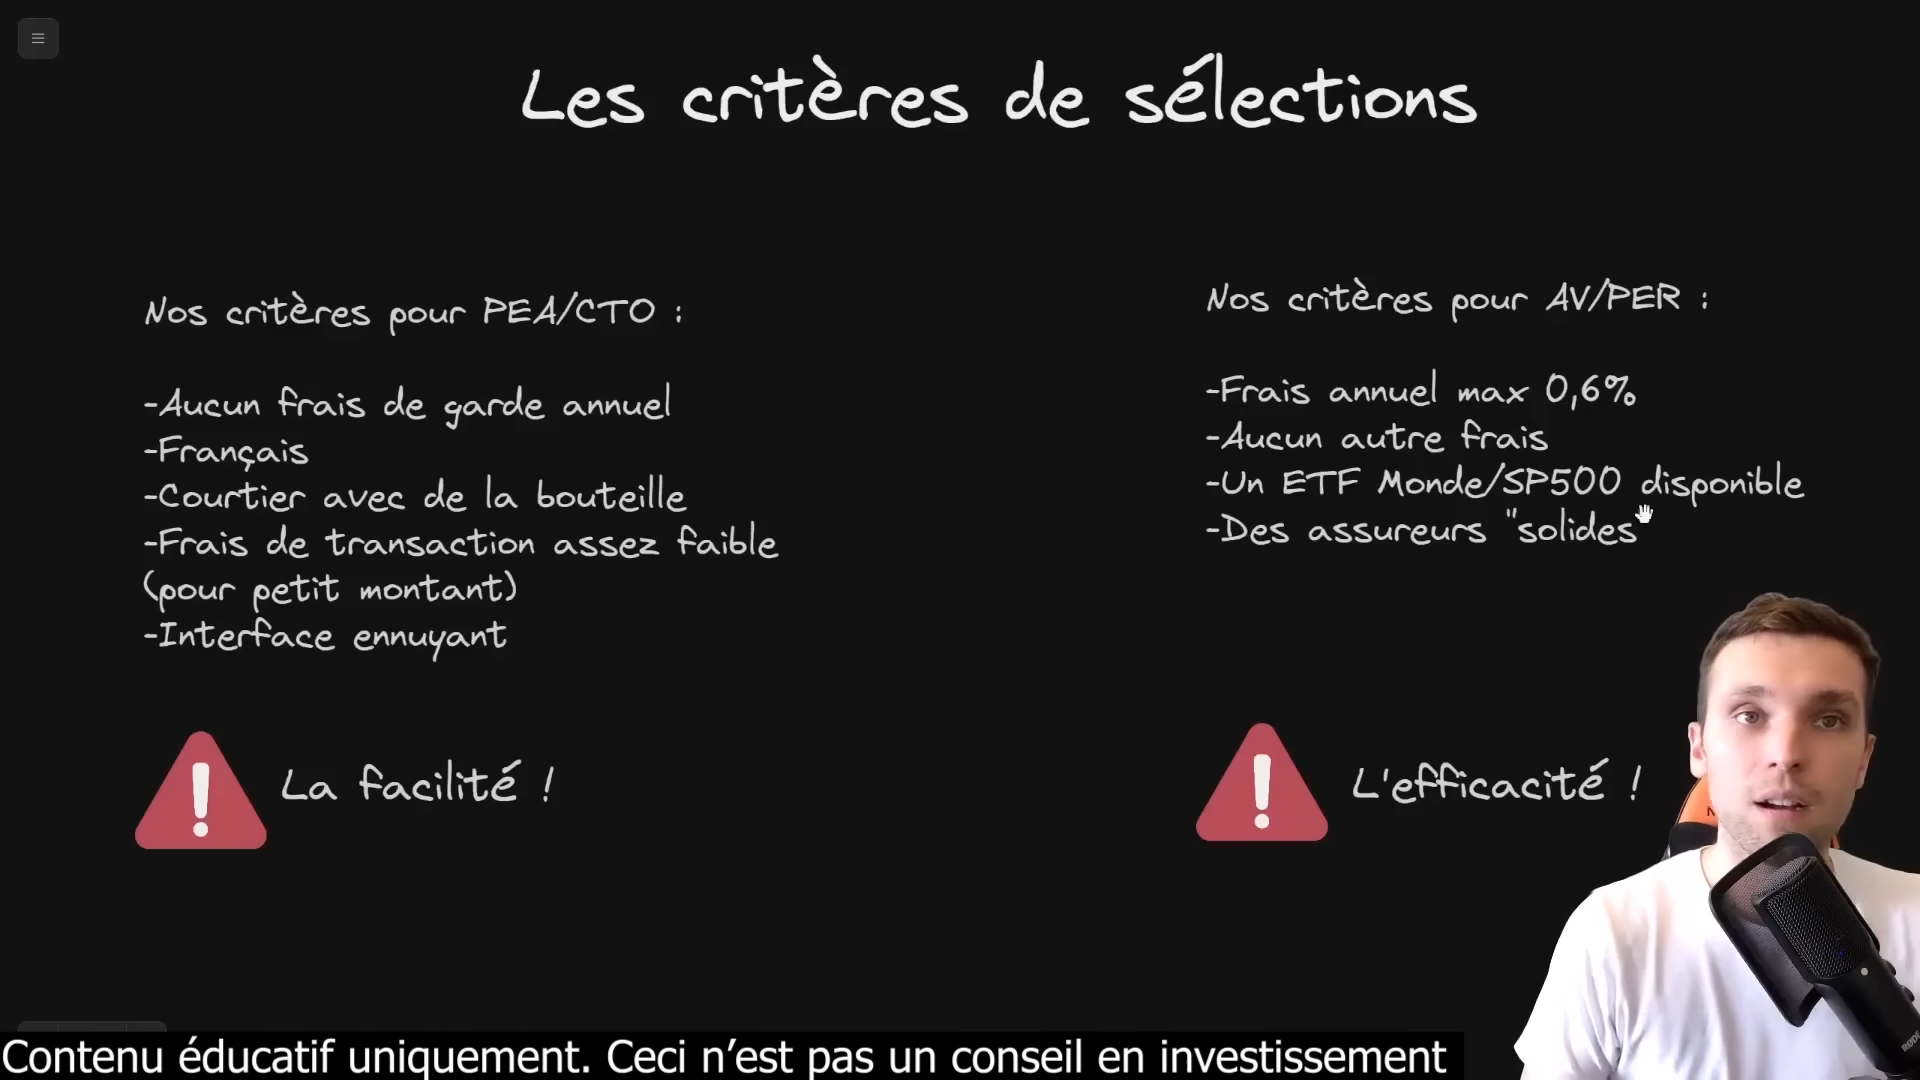 Les critères de sélections
Nos critères pour PEA/CTO :
-Aucun frais de garde annuel
-Français
-Courtier avec de la bouteille
-Frais de transaction assez faible
(pour petit montant)
-Interface ennuyant
La facilité !
Nos critères pour AV/PER :
-Frais annuel max 0,6%
-Aucun autre frais
-Un ETF Monde/SP500 disponible
-Des assureurs "solides"
L'efficacité !
Contenu éducatif uniquement. Ceci n’est pas un conseil en investissement